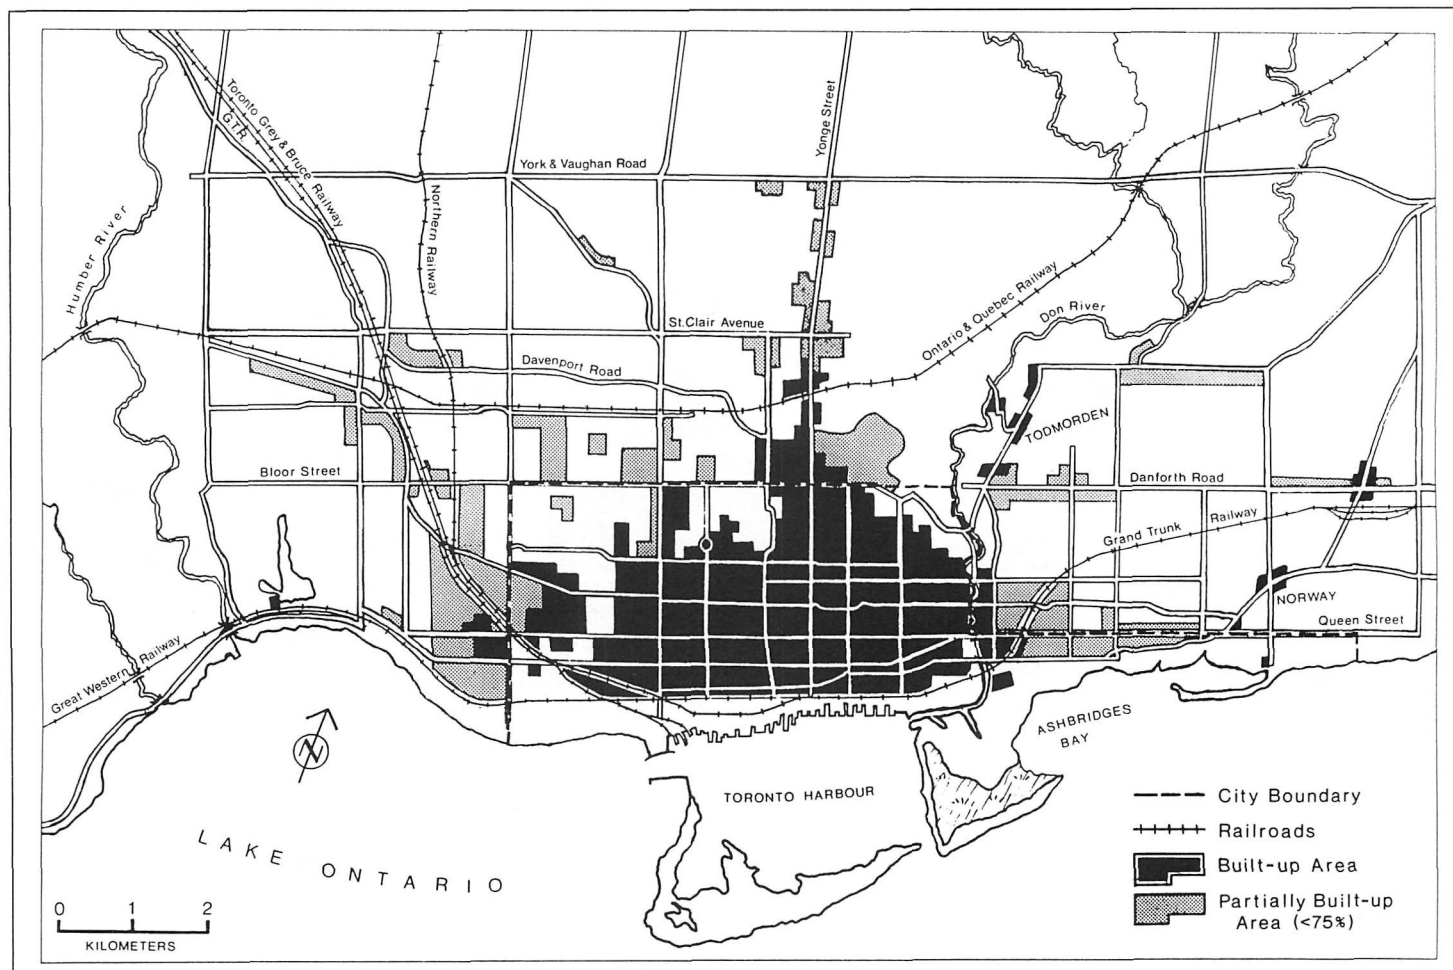 Toronto Grey & Bruce Railway
G.T.R.
Northern Railway
York & Vaughan Road
Yonge Street
Humber River
St. Clair Avenue
Davenport Road
Ontario & Quebec Railway
Don River
TODMORDEN
Bloor Street
Danforth Road
Grand Trunk Railway
NORWAY
Queen Street
Great Western Railway
N
ASHBRIDGES
BAY
TORONTO HARBOUR
LAKE ONTARIO
City Boundary
Railroads
Built-up Area
Partially Built-up
Area (<75%)
0 1 2
KILOMETERS